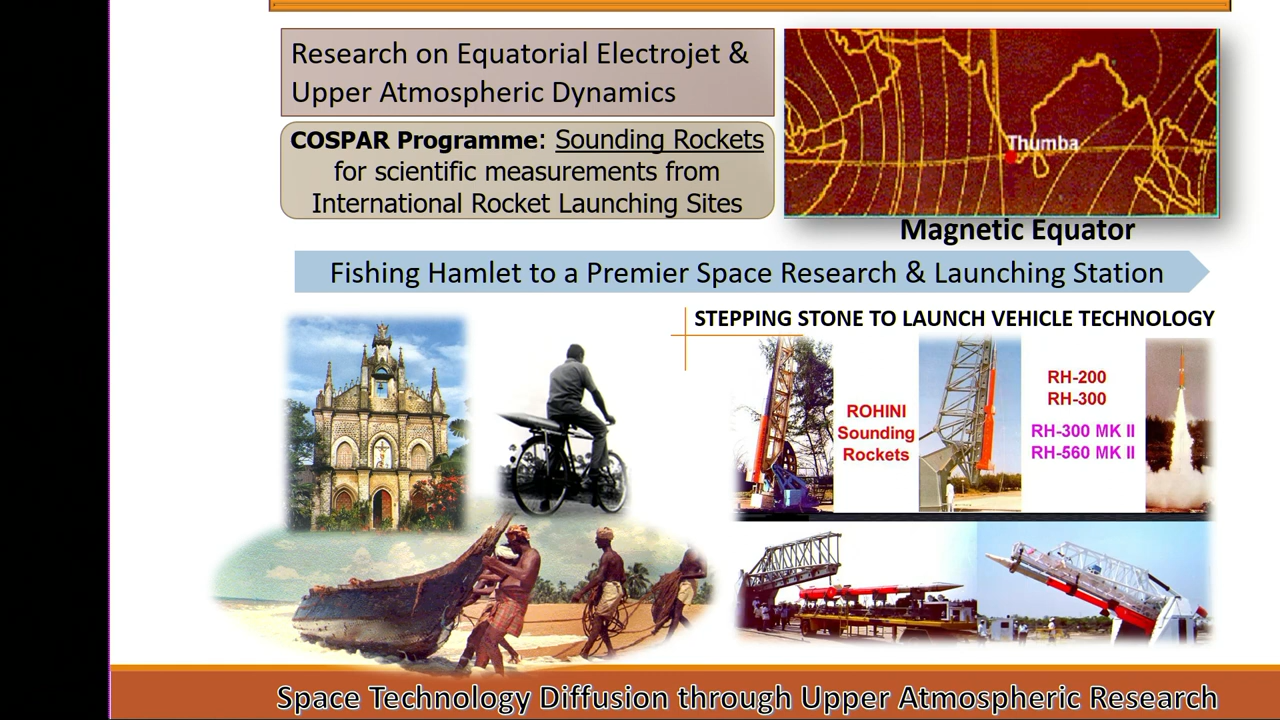 Research on Equatorial Electrojet &
Upper Atmospheric Dynamics
COSPAR Programme: Sounding Rockets
for scientific measurements from
International Rocket Launching Sites
Thumba
Magnetic Equator
Fishing Hamlet to a Premier Space Research & Launching Station
STEPPING STONE TO LAUNCH VEHICLE TECHNOLOGY
ROHINI
Sounding
Rockets
RH-200
RH-300
RH-300 MK II
RH-560 MK II
Space Technology Diffusion through Upper Atmospheric Research